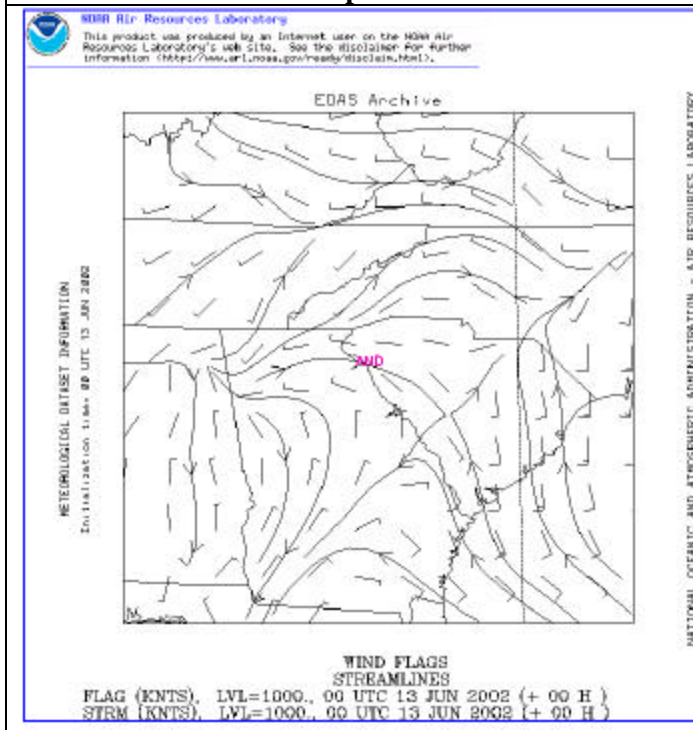 NOAA Air Resources Laboratory
This product was produced by an Internet user on the NOAA Air
Resources Laboratory's web site. See the disclaimer for further
information (http://www.arl.noaa.gov/ready/disclaim.html).
EDAS Archive
METEOROLOGICAL DATASET INFORMATION
Initialization time: 00 UTC 13 JUN 2002
AND
NATIONAL OCEANIC AND ATMOSPHERIC ADMINISTRATION - AIR RESOURCES LABORATORY
WIND FLAGS
STREAMLINES
FLAG (KNTS), LVL=1000., 00 UTC 13 JUN 2002 (+ 00 H )
STRM (KNTS), LVL=1000., 00 UTC 13 JUN 2002 (+ 00 H )